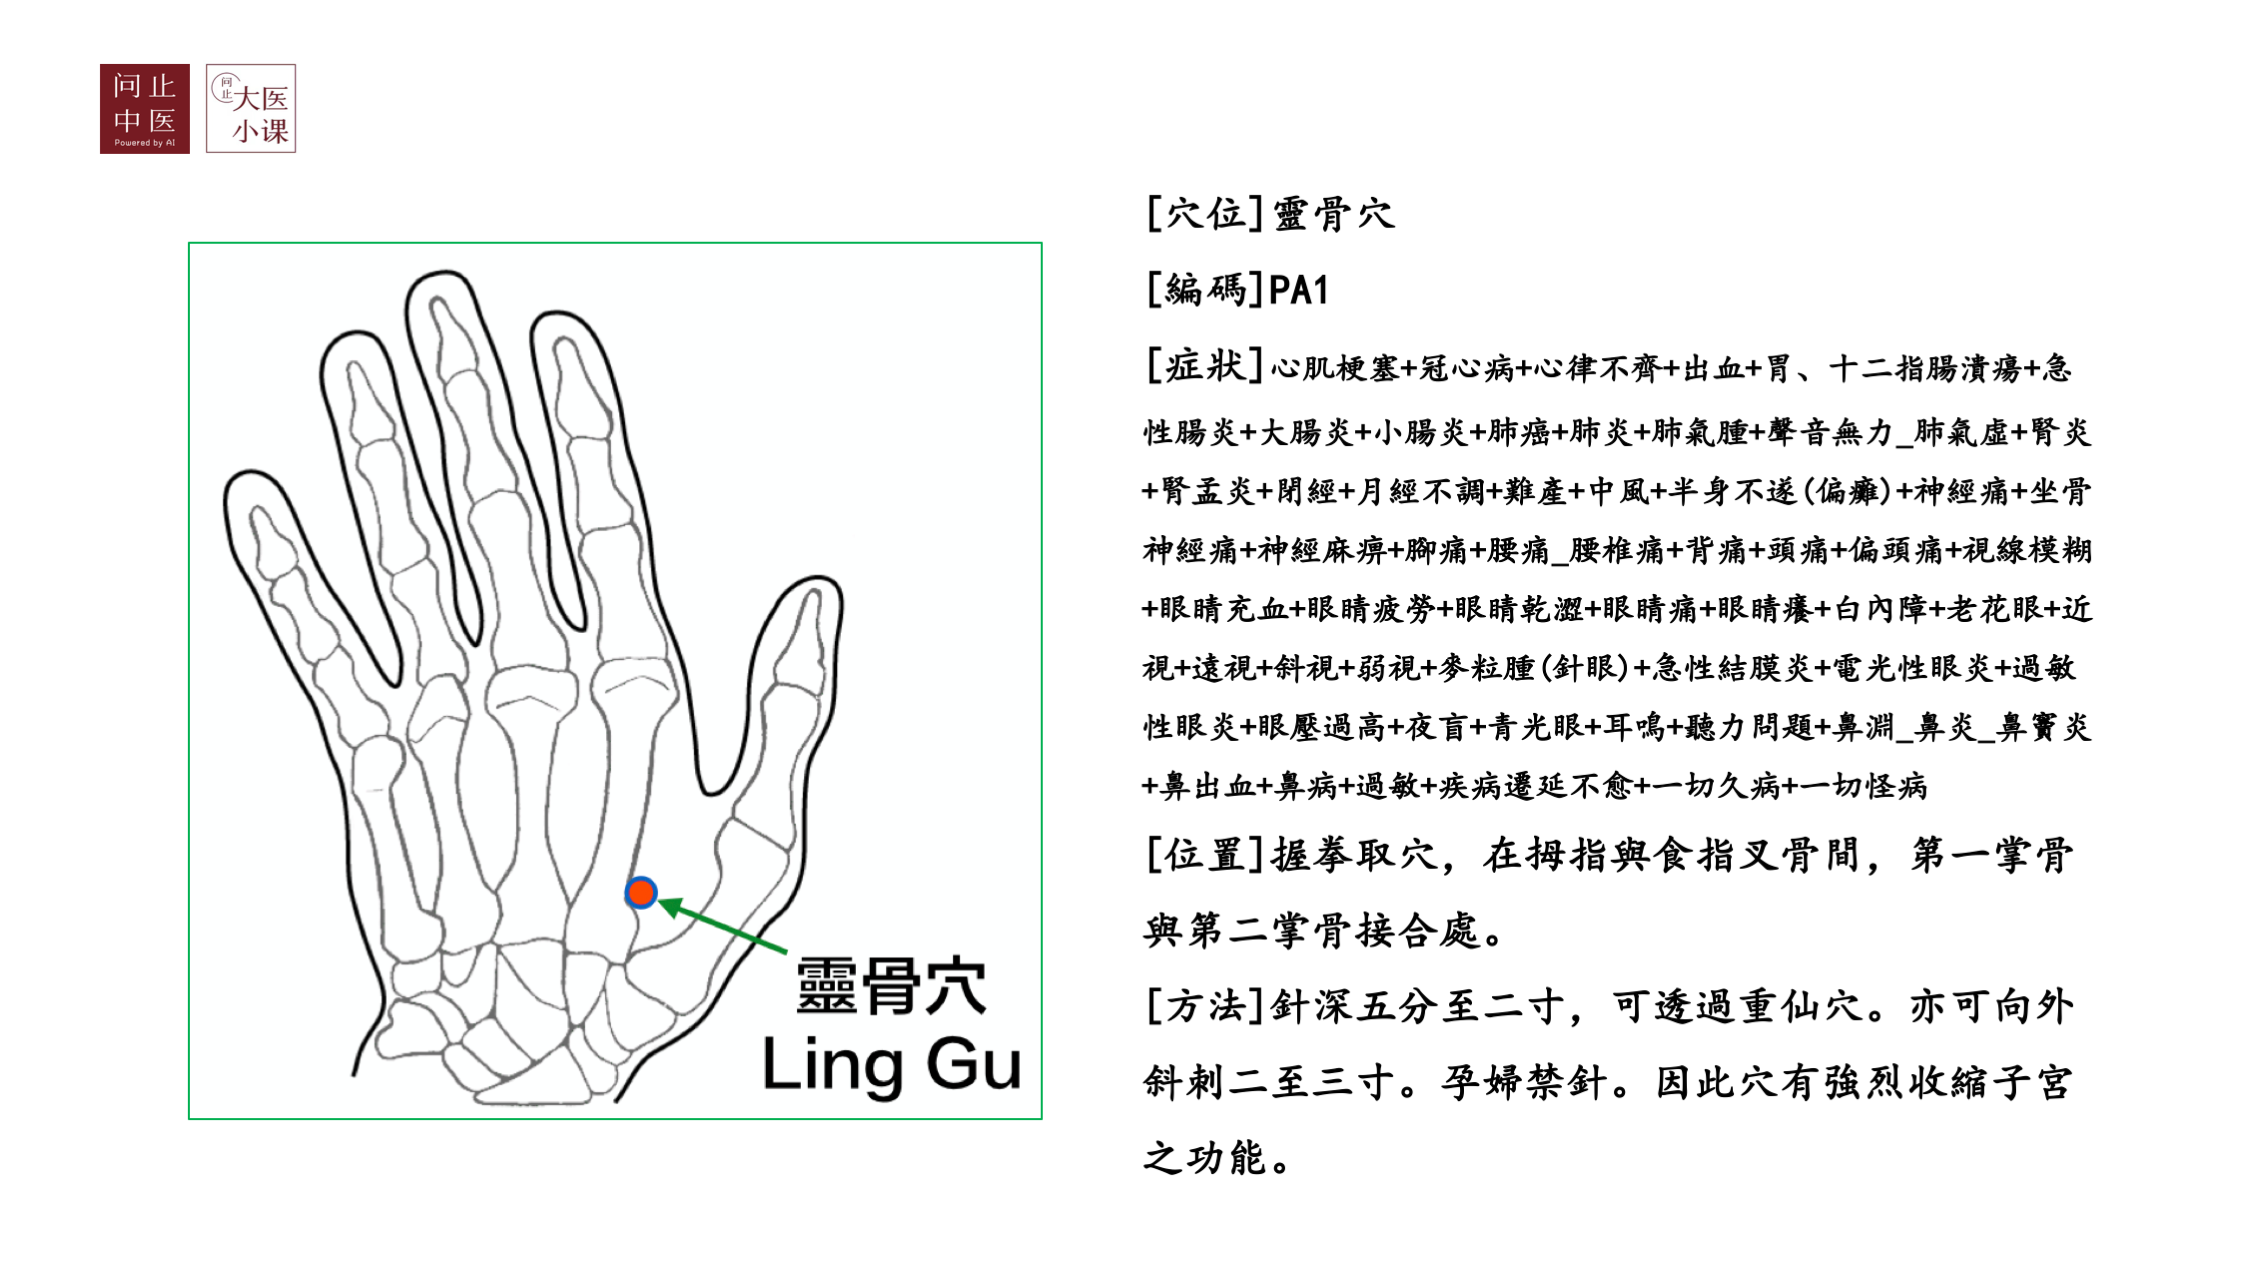 问止
中医
Powered by AI
问止
大医
小课
[穴位]靈骨穴
[編碼]PA1
[症狀]心肌梗塞+冠心病+心律不齊+出血+胃、十二指腸潰瘍+急
性腸炎+大腸炎+小腸炎+肺癌+肺炎+肺氣腫+聲音無力_肺氣虛+腎炎
+腎盂炎+閉經+月經不調+難產+中風+半身不遂(偏癱)+神經痛+坐骨
神經痛+神經麻痹+腳痛+腰痛_腰椎痛+背痛+頭痛+偏頭痛+視線模糊
+眼睛充血+眼睛疲勞+眼睛乾澀+眼睛痛+眼睛癢+白內障+老花眼+近
視+遠視+斜視+弱視+麥粒腫(針眼)+急性結膜炎+電光性眼炎+過敏
性眼炎+眼壓過高+夜盲+青光眼+耳鳴+聽力問題+鼻淵_鼻炎_鼻竇炎
+鼻出血+鼻病+過敏+疾病遷延不愈+一切久病+一切怪病
[位置]握拳取穴，在拇指與食指叉骨間，第一掌骨
與第二掌骨接合處。
[方法]針深五分至二寸，可透過重仙穴。亦可向外
斜刺二至三寸。孕婦禁針。因此穴有強烈收縮子宮
之功能。
靈骨穴
Ling Gu